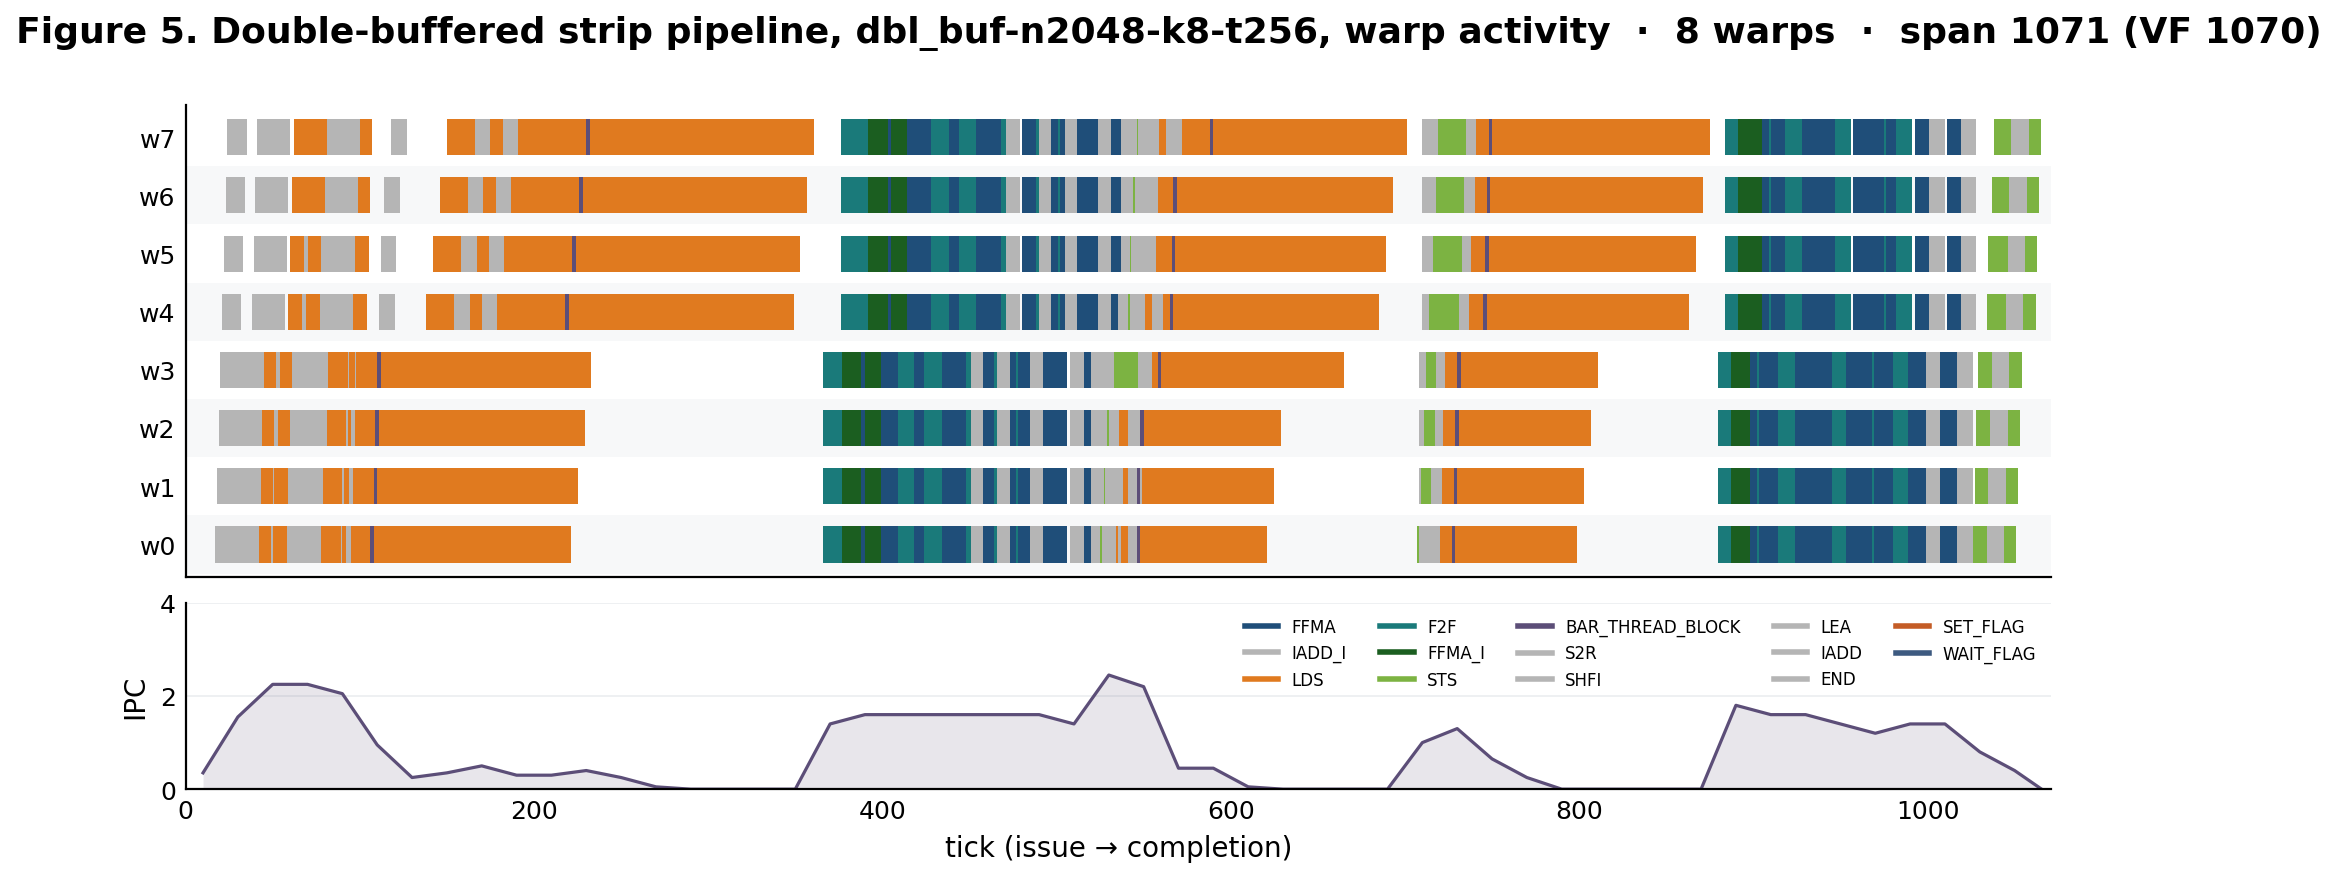 Figure 5. Double-buffered strip pipeline, dbl_buf-n2048-k8-t256, warp activity · 8 warps · span 1071 (VF 1070)
w7
w6
w5
w4
w3
w2
w1
w0
4
2
0
IPC
FFMA F2F BAR_THREAD_BLOCK LEA SET_FLAG
IADD_I FFMA_I S2R IADD WAIT_FLAG
LDS STS SHFI END
0 200 400 600 800 1000
tick (issue → completion)